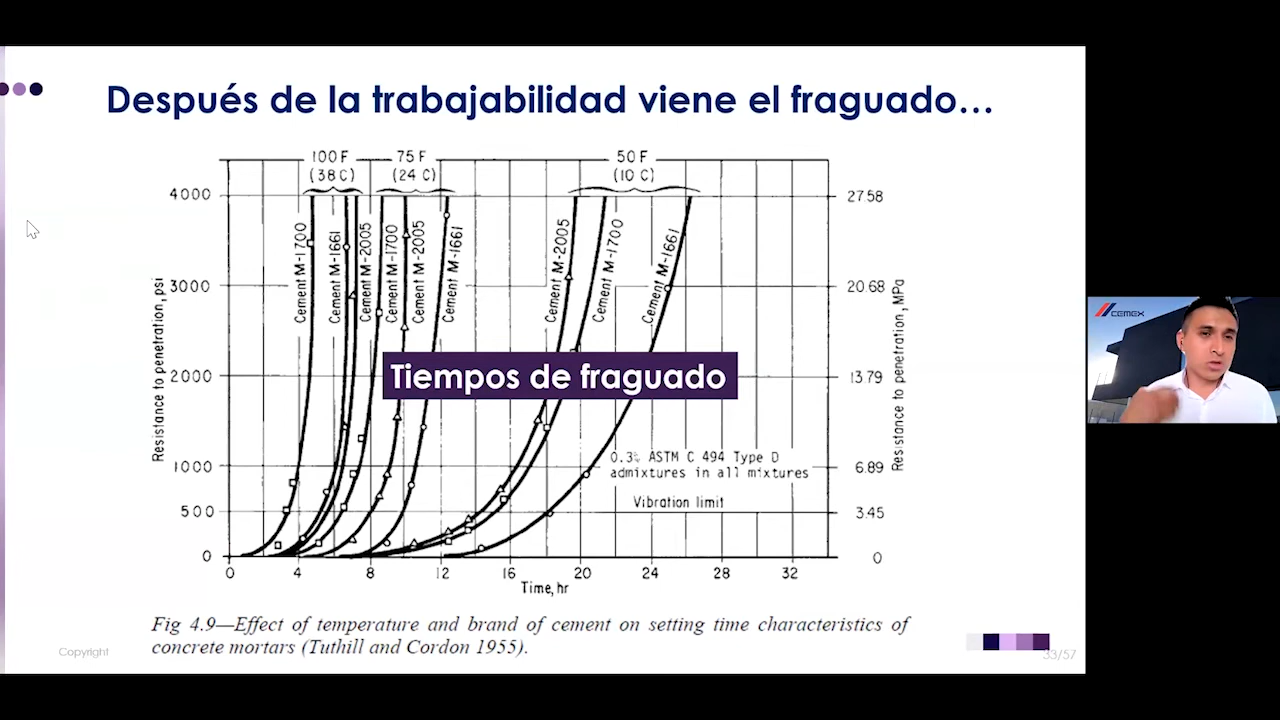 Después de la trabajabilidad viene el fraguado...
100 F
(38 C)
75 F
(24 C)
50 F
(10 C)
4000
3000
2000
1000
500
0
Resistance to penetration, psi
Cement M-1700
Cement M-1661
Cement M-2005
Cement M-1700
Cement M-2005
Cement M-1661
Cement M-2005
Cement M-1700
Cement M-1661
27.58
20.68
13.79
6.89
3.45
0
Resistance to penetration, MPa
Tiempos de fraguado
0.3% ASTM C 494 Type D
admixtures in all mixtures
Vibration limit
0 4 8 12 16 20 24 28 32
Time, hr
Fig 4.9—Effect of temperature and brand of cement on setting time characteristics of
concrete mortars (Tuthill and Cordon 1955).
Copyright
33/57
CEMEX